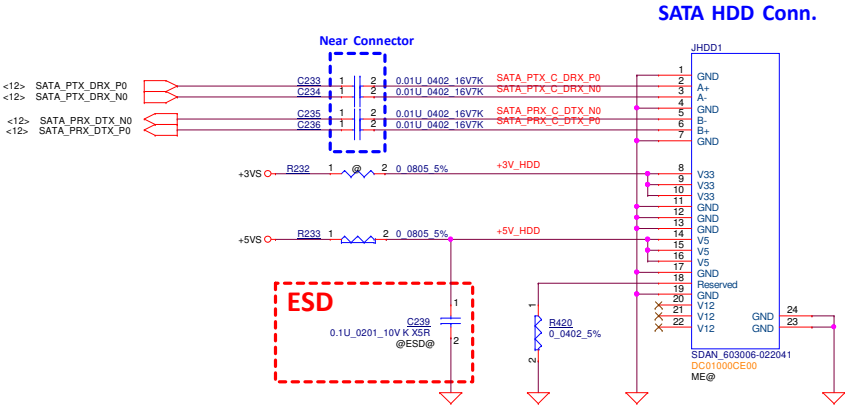 SATA HDD Conn.
Near Connector
JHDD1
<12> SATA_PTX_DRX_P0 C233 1 2 0.01U_0402_16V7K SATA_PTX_C_DRX_P0
<12> SATA_PTX_DRX_N0 C234 1 2 0.01U_0402_16V7K SATA_PTX_C_DRX_N0
<12> SATA_PRX_DTX_N0 C235 1 2 0.01U_0402_16V7K SATA_PRX_C_DTX_N0
<12> SATA_PRX_DTX_P0 C236 1 2 0.01U_0402_16V7K SATA_PRX_C_DTX_P0
1 GND
2 A+
3 A-
4 GND
5 B-
6 B+
7 GND
+3VS R232 1 @ 2 0_0805_5% +3V_HDD
8 V33
9 V33
10 V33
11 GND
12 GND
13 GND
+5VS R233 1 2 0_0805_5% +5V_HDD
14 V5
15 V5
16 V5
17 GND
18 Reserved
19 GND
20 V12
21 V12 GND 24
22 V12 GND 23
ESD
1
C239
0.1U_0201_10V K X5R
@ESD@
2
1
R420
0_0402_5%
2
SDAN_603006-022041
DC01000CE00
ME@